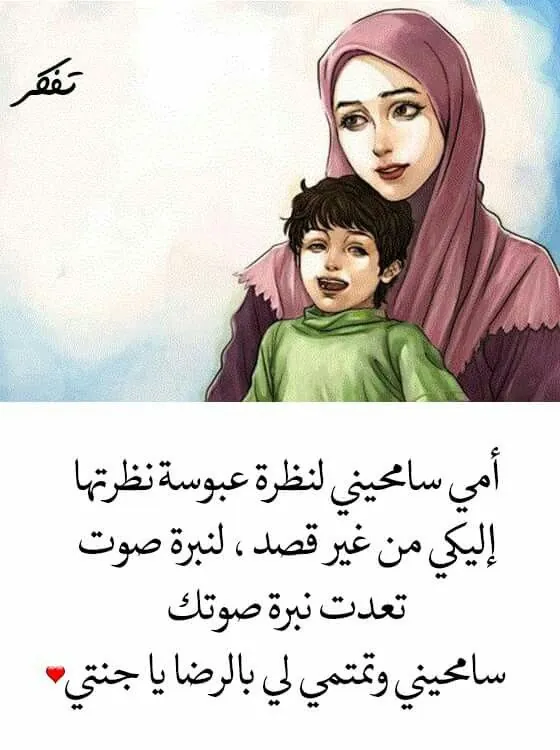 تفكر
أمي سامحيني لنظرة عبوسة نظرتها
إليكي من غير قصد ، لنبرة صوت
تعدت نبرة صوتك
سامحيني وتمتمي لي بالرضا يا جنتي❤